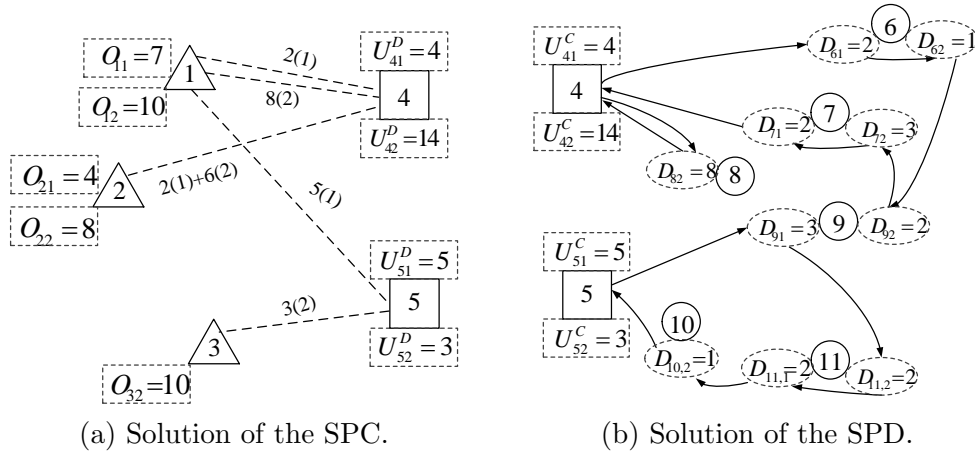 O₁₁=7
1
O₁₂=10
2(1)
8(2)
U₄₁ᴰ=4
4
U₄₂ᴰ=14
O₂₁=4
2
O₂₂=8
2(1)+6(2)
5(1)
U₅₁ᴰ=5
5
U₅₂ᴰ=3
3(2)
3
O₃₂=10
(a) Solution of the SPC.
U₄₁ꟲ=4
4
U₄₂ꟲ=14
D₆₁=2
6
D₆₂=1
D₇₁=2
7
D₇₂=3
D₈₂=8
8
D₉₁=3
9
D₉₂=2
U₅₁ꟲ=5
5
U₅₂ꟲ=3
10
D₁₀,₂=1
D₁₁,₁=2
11
D₁₁,₂=2
(b) Solution of the SPD.